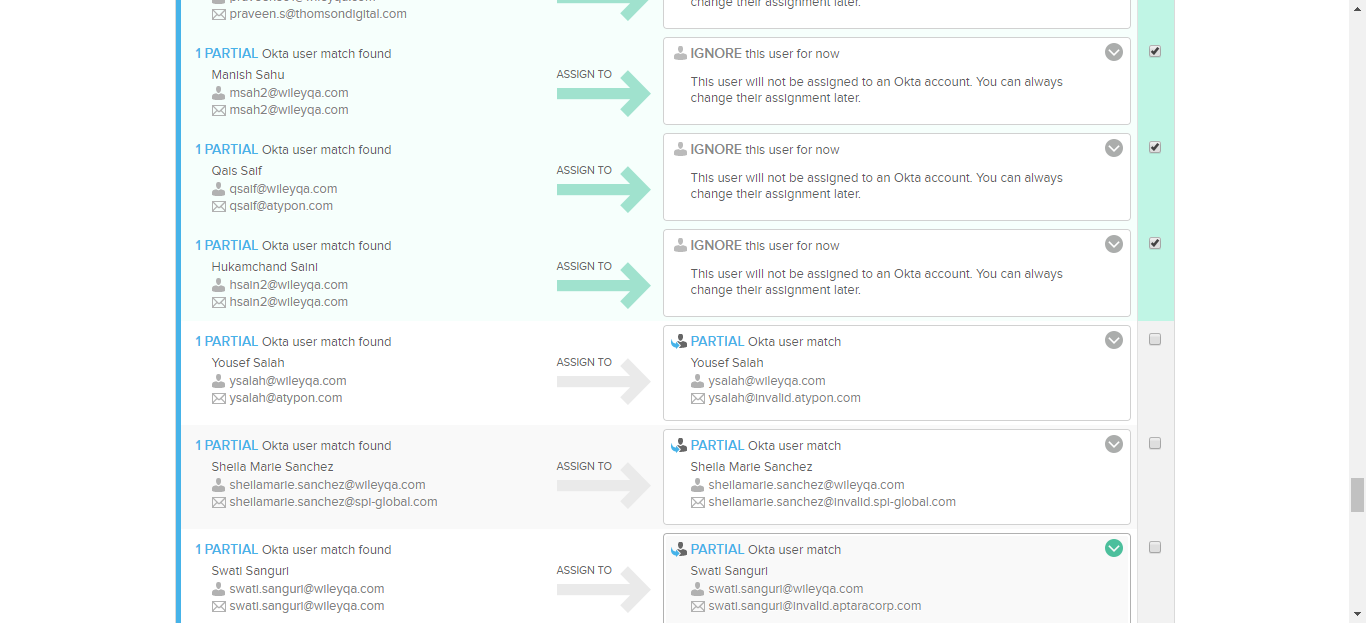 praveen.s@thomsondigital.com
change their assignment later.
1 PARTIAL Okta user match found
Manish Sahu
msah2@wileyqa.com
msah2@wileyqa.com
ASSIGN TO
IGNORE this user for now
This user will not be assigned to an Okta account. You can always
change their assignment later.
1 PARTIAL Okta user match found
Qais Saif
qsaif@wileyqa.com
qsaif@atypon.com
ASSIGN TO
IGNORE this user for now
This user will not be assigned to an Okta account. You can always
change their assignment later.
1 PARTIAL Okta user match found
Hukamchand Saini
hsain2@wileyqa.com
hsain2@wileyqa.com
ASSIGN TO
IGNORE this user for now
This user will not be assigned to an Okta account. You can always
change their assignment later.
1 PARTIAL Okta user match found
Yousef Salah
ysalah@wileyqa.com
ysalah@atypon.com
ASSIGN TO
PARTIAL Okta user match
Yousef Salah
ysalah@wileyqa.com
ysalah@invalid.atypon.com
1 PARTIAL Okta user match found
Sheila Marie Sanchez
sheilamarie.sanchez@wileyqa.com
sheilamarie.sanchez@spi-global.com
ASSIGN TO
PARTIAL Okta user match
Sheila Marie Sanchez
sheilamarie.sanchez@wileyqa.com
sheilamarie.sanchez@invalid.spi-global.com
1 PARTIAL Okta user match found
Swati Sanguri
swati.sanguri@wileyqa.com
swati.sanguri@wileyqa.com
ASSIGN TO
PARTIAL Okta user match
Swati Sanguri
swati.sanguri@wileyqa.com
swati.sanguri@invalid.aptaracorp.com